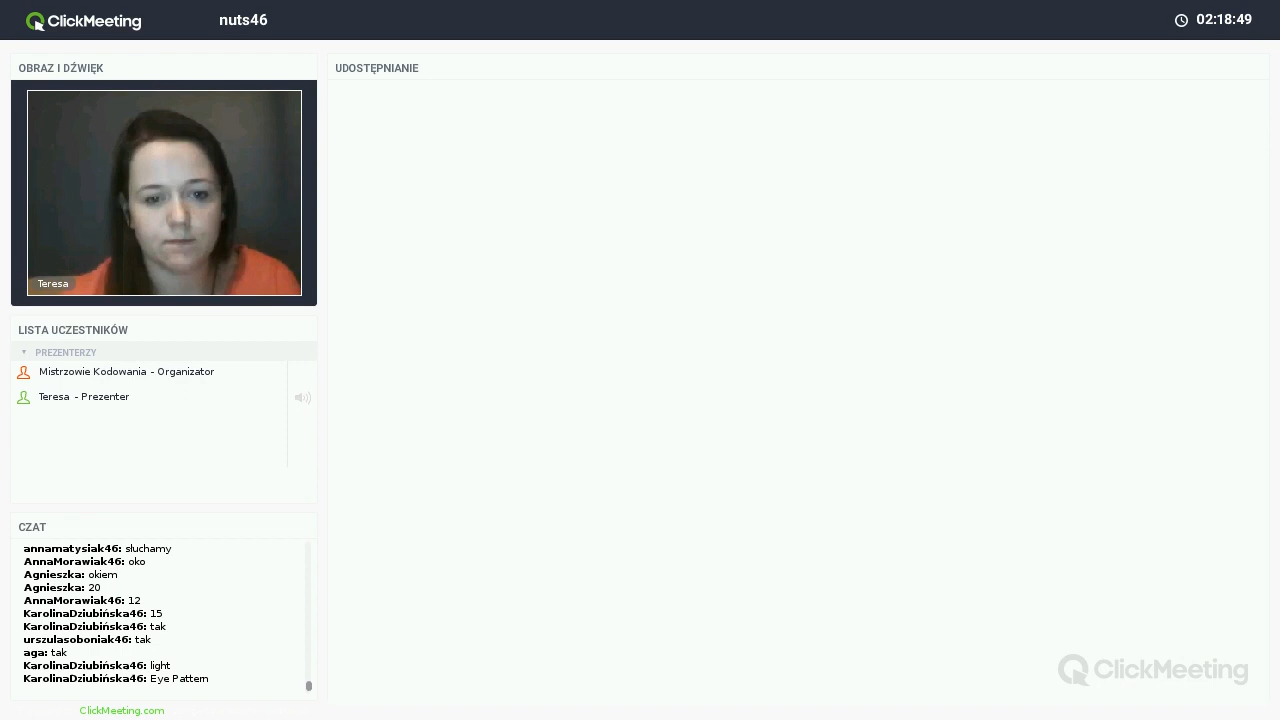 ClickMeeting
nuts46
02:18:49
OBRAZ I DŹWIĘK
Teresa
LISTA UCZESTNIKÓW
PREZENTERZY
Mistrzowie Kodowania - Organizator
Teresa - Prezenter
CZAT
annamatysiak46: słuchamy
AnnaMorawiak46: oko
Agnieszka: okiem
Agnieszka: 20
AnnaMorawiak46: 12
KarolinaDziubińska46: 15
KarolinaDziubińska46: tak
urszulasoboniak46: tak
aga: tak
KarolinaDziubińska46: light
KarolinaDziubińska46: Eye Pattern
ClickMeeting.com
UDOSTĘPNIANIE
ClickMeeting